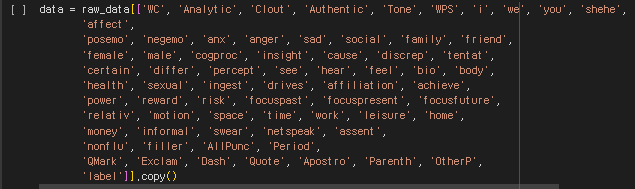 [ ] data = raw_data[['WC', 'Analytic', 'Clout', 'Authentic', 'Tone', 'WPS', 'i', 'we', 'you', 'shehe',
'affect',
'posemo', 'negemo', 'anx', 'anger', 'sad', 'social', 'family', 'friend',
'female', 'male', 'cogproc', 'insight', 'cause', 'discrep', 'tentat',
'certain', 'differ', 'percept', 'see', 'hear', 'feel', 'bio', 'body',
'health', 'sexual', 'ingest', 'drives', 'affiliation', 'achieve',
'power', 'reward', 'risk', 'focuspast', 'focuspresent', 'focusfuture',
'relativ', 'motion', 'space', 'time', 'work', 'leisure', 'home',
'money', 'informal', 'swear', 'netspeak', 'assent',
'nonflu', 'filler', 'AllPunc', 'Period',
'QMark', 'Exclam', 'Dash', 'Quote', 'Apostro', 'Parenth', 'OtherP',
'label']].copy()